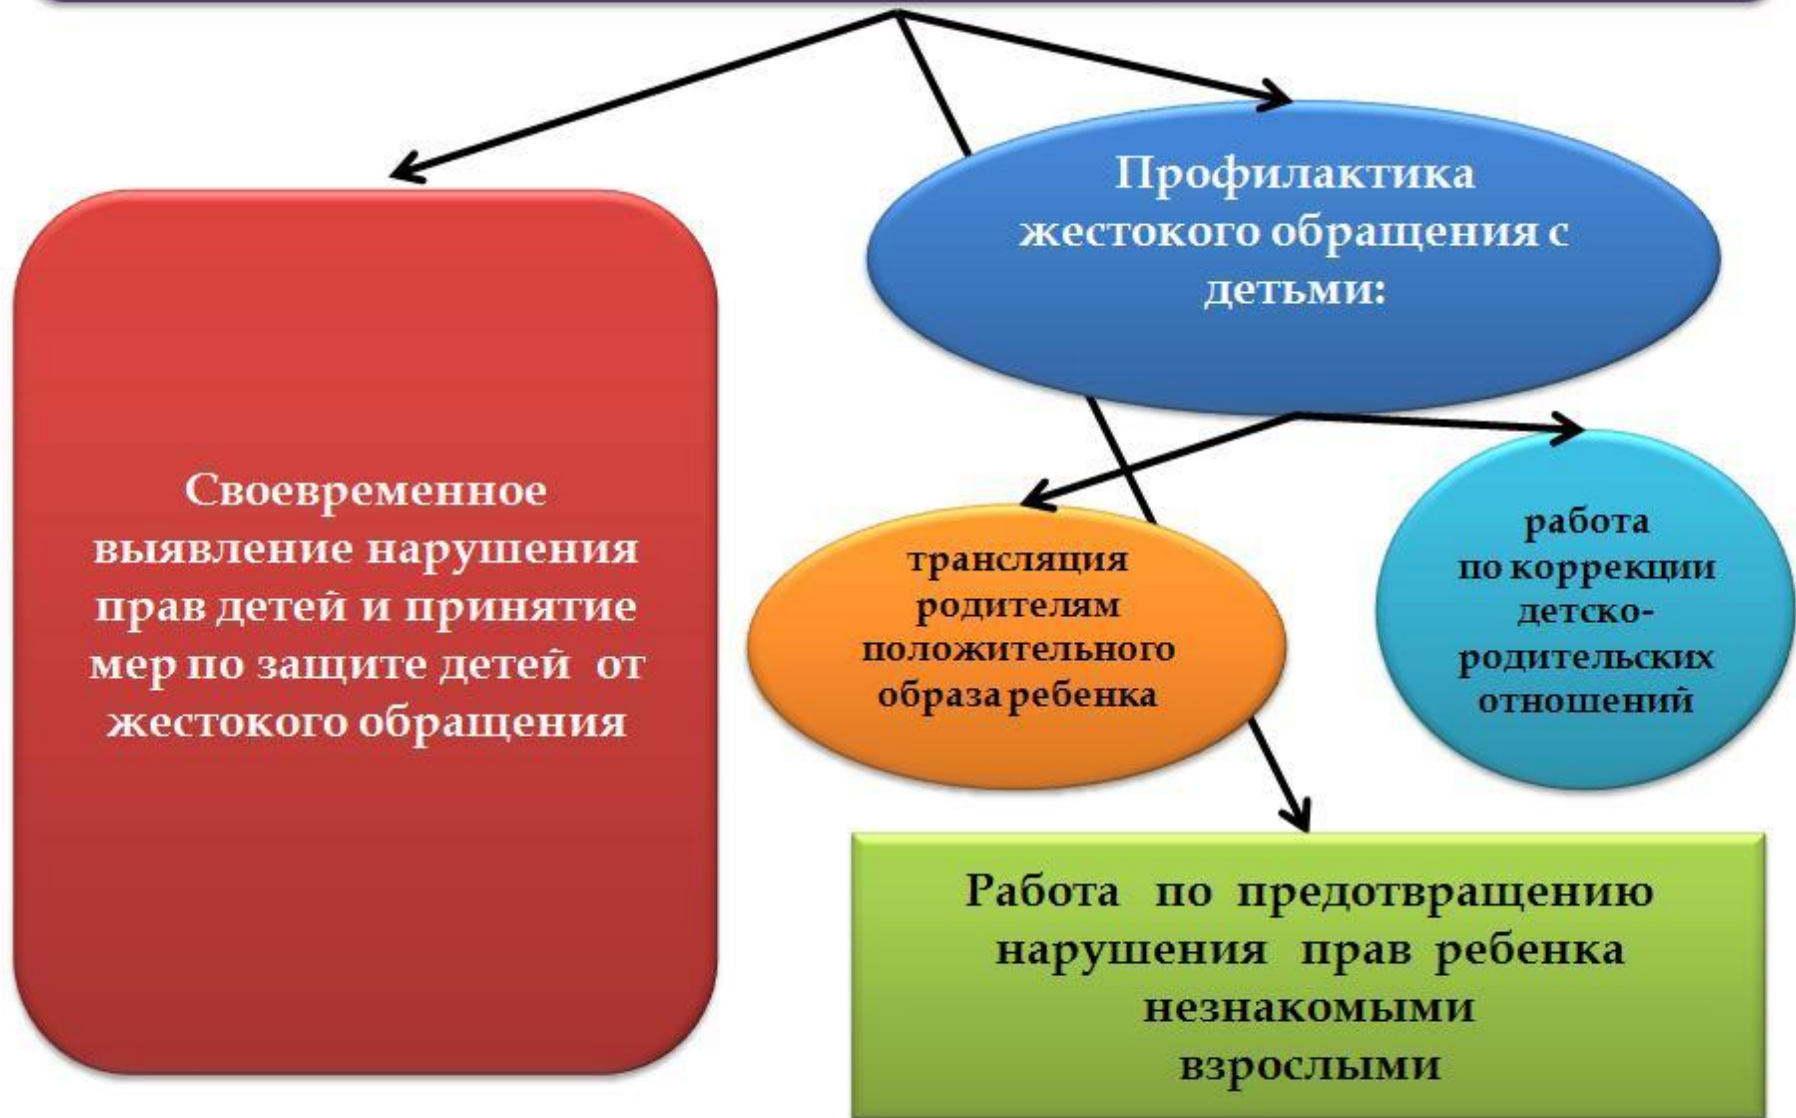 Своевременное
выявление нарушения
прав детей и принятие
мер по защите детей от
жестокого обращения
Профилактика
жестокого обращения с
детьми:
трансляция
родителям
положительного
образа ребенка
работа
по коррекции
детско-
родительских
отношений
Работа по предотвращению
нарушения прав ребенка
незнакомыми
взрослыми